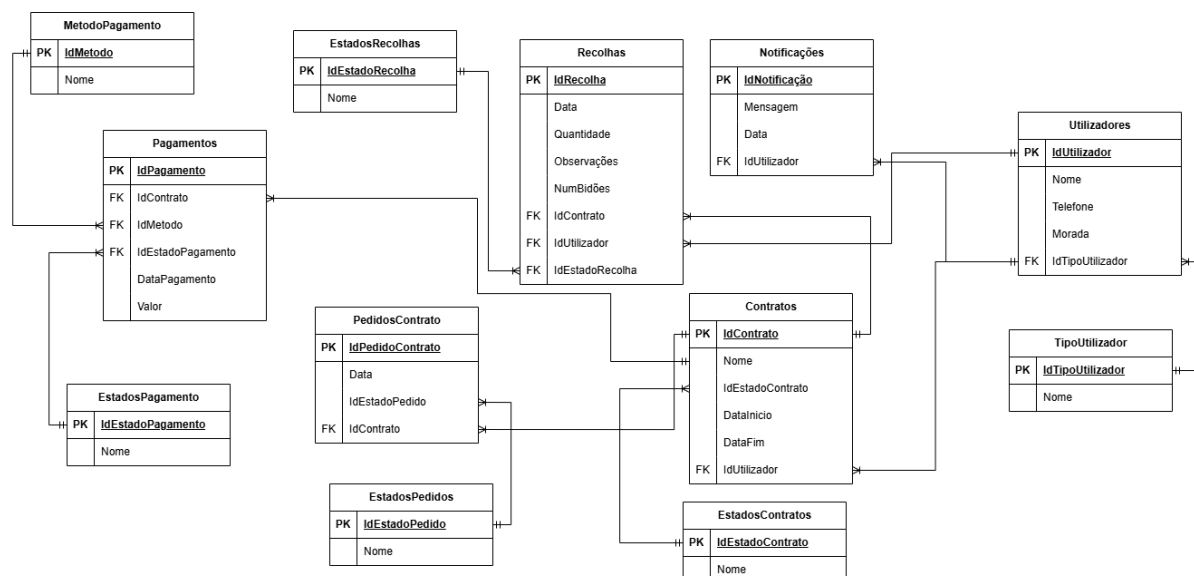 MetodoPagamento
PK IdMetodo
Nome
EstadosRecolhas
PK IdEstadoRecolha
Nome
Recolhas
PK IdRecolha
Data
Quantidade
Observações
NumBidões
FK IdContrato
FK IdUtilizador
FK IdEstadoRecolha
Notificações
PK IdNotificação
Mensagem
Data
FK IdUtilizador
Utilizadores
PK IdUtilizador
Nome
Telefone
Morada
FK IdTipoUtilizador
Pagamentos
PK IdPagamento
FK IdContrato
FK IdMetodo
FK IdEstadoPagamento
DataPagamento
Valor
PedidosContrato
PK IdPedidoContrato
Data
IdEstadoPedido
FK IdContrato
Contratos
PK IdContrato
Nome
IdEstadoContrato
DataInicio
DataFim
FK IdUtilizador
TipoUtilizador
PK IdTipoUtilizador
Nome
EstadosPagamento
PK IdEstadoPagamento
Nome
EstadosPedidos
PK IdEstadoPedido
Nome
EstadosContratos
PK IdEstadoContrato
Nome